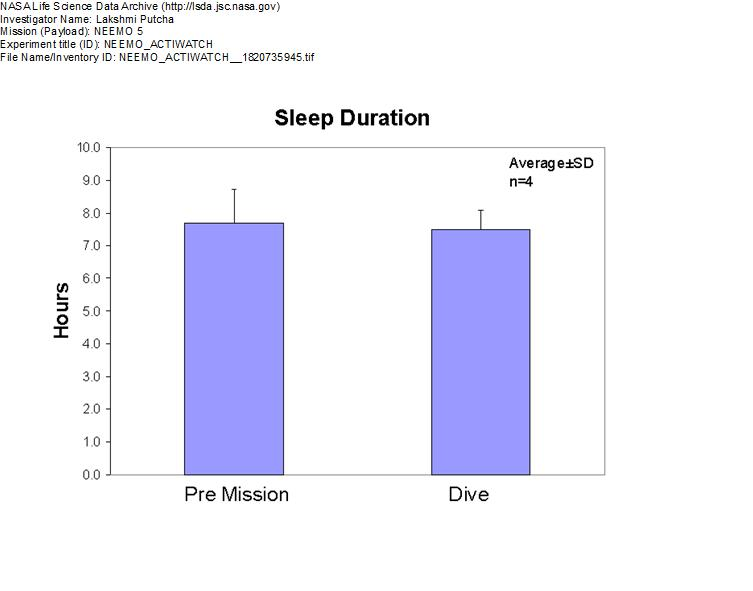 NASA Life Science Data Archive (http://lsda.jsc.nasa.gov)
Investigator Name: Lakshmi Putcha
Mission (Payload): NEEMO 5
Experiment title (ID): NEEMO_ACTIWATCH
File Name/Inventory ID: NEEMO_ACTIWATCH__1820735945.tif
Sleep Duration
Average±SD
n=4
Hours
10.0
9.0
8.0
7.0
6.0
5.0
4.0
3.0
2.0
1.0
0.0
Pre Mission
Dive